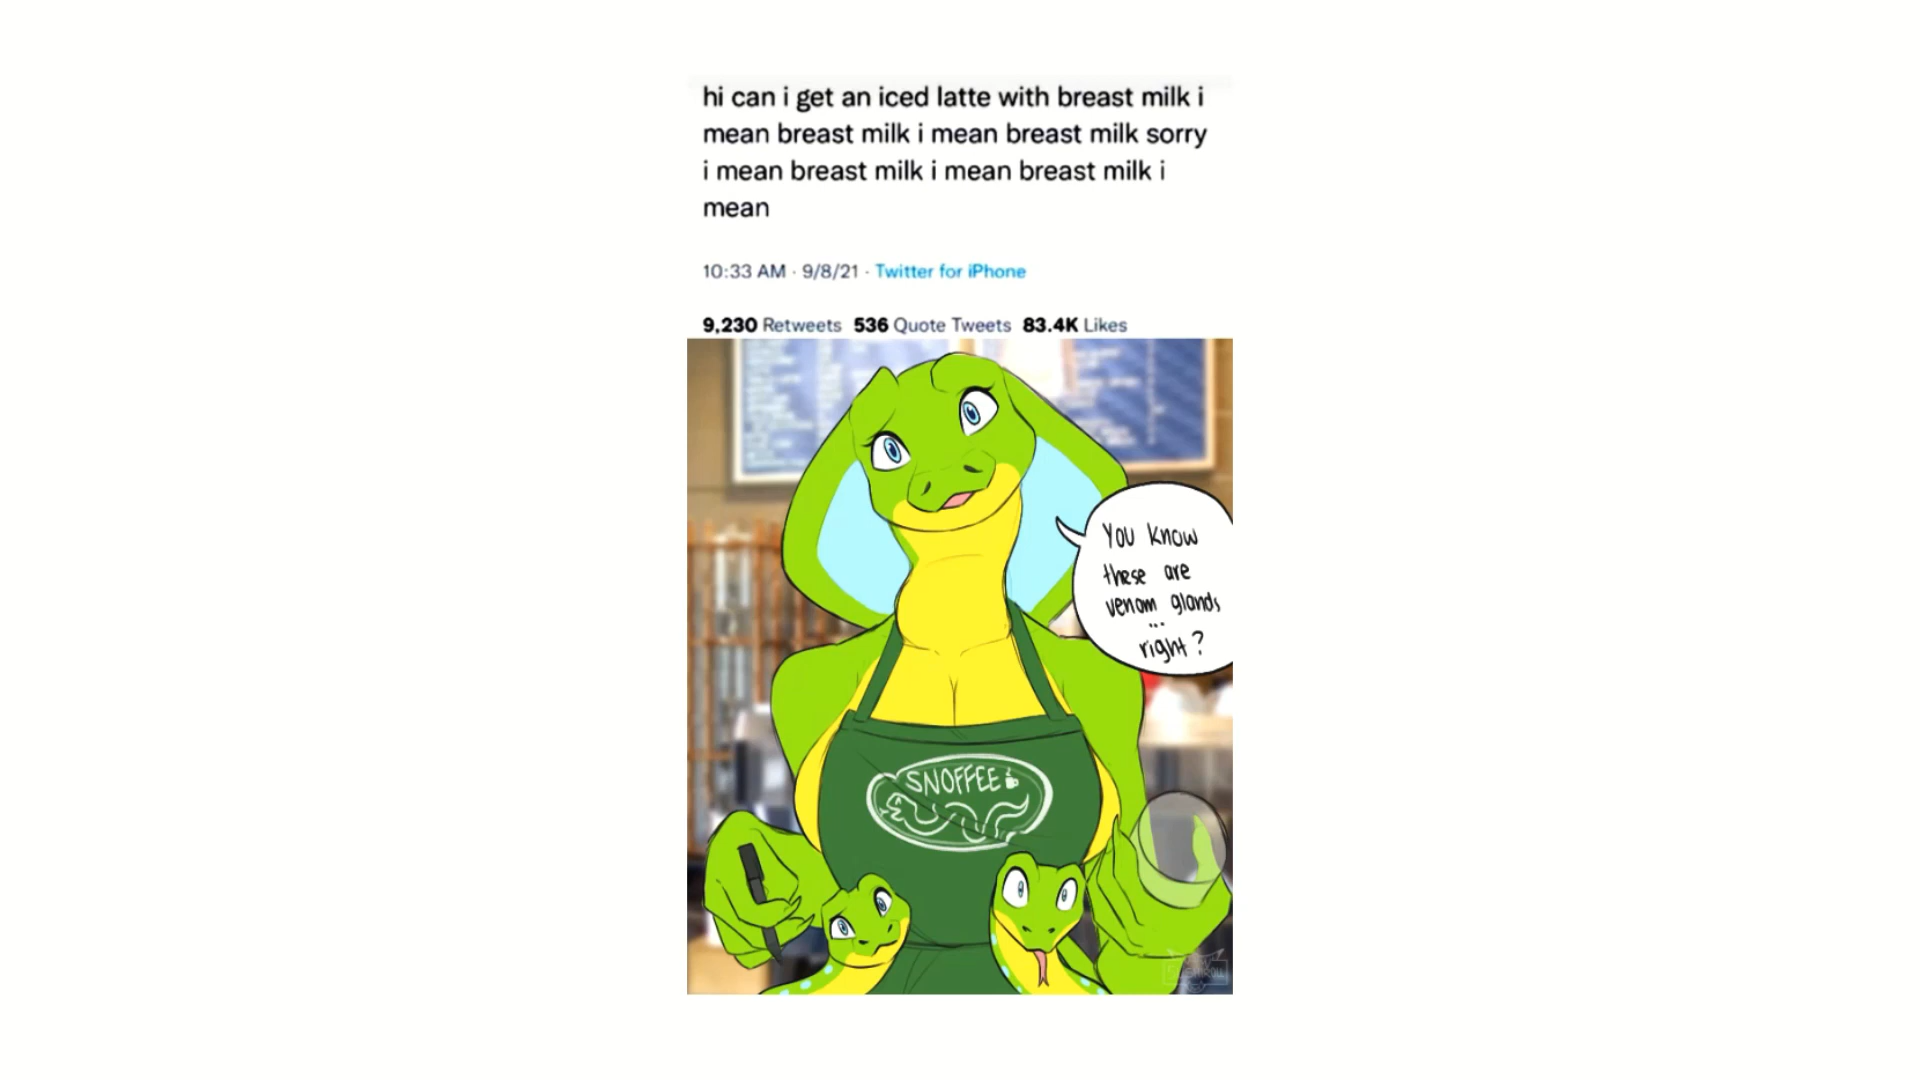 hi can i get an iced latte with breast milk i
mean breast milk i mean breast milk sorry
i mean breast milk i mean breast milk i
mean
10:33 AM · 9/8/21 · Twitter for iPhone
9,230 Retweets 536 Quote Tweets 83.4K Likes
You know
these are
venom glands
...
right?
SNOFFEE